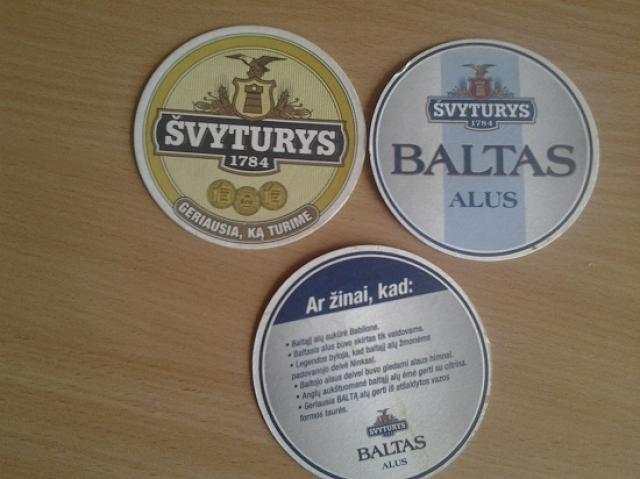 ŠVYTURYS
1784
GERIAUSIA, KĄ TURIME
ŠVYTURYS
1784
BALTAS
ALUS
Ar žinai, kad:
• Baltąjį alų sukūrė Babilone.
• Baltasis alus buvo skirtas tik valdovams.
• Legendos byloja, kad baltąjį alų žmonėms
padovanojo deivė Ninkasi.
• Baltojo alaus deivei buvo giedami alaus himnai.
• Anglų aukštuomenė baltąjį alų ėmė gerti su citrina.
• Geriausia BALTĄ alų gerti iš atšaldytos vazos
formos taurės.
ŠVYTURYS
BALTAS
ALUS